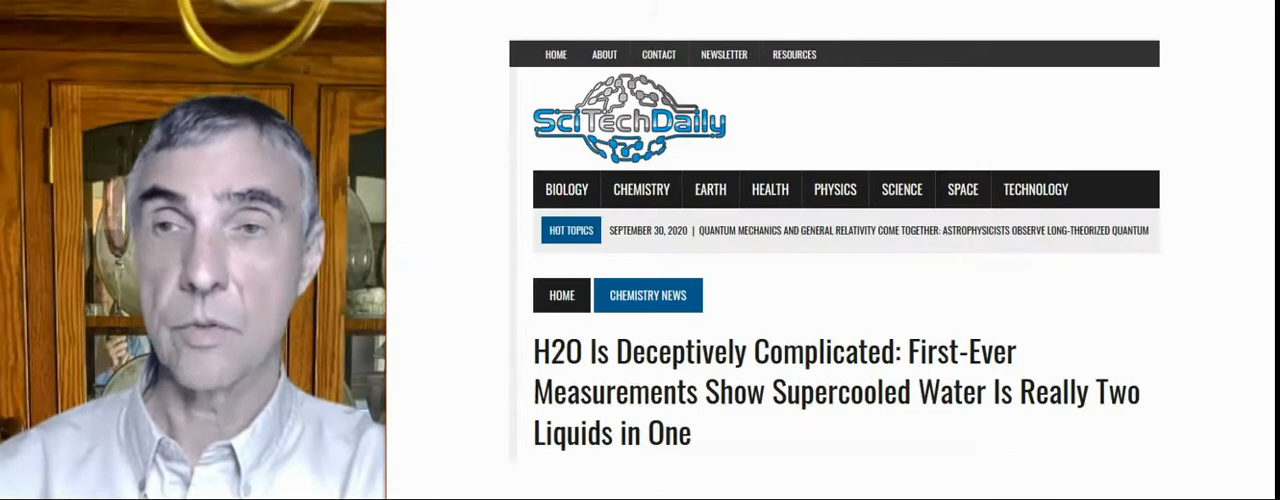 HOME ABOUT CONTACT NEWSLETTER RESOURCES
SciTechDaily
BIOLOGY CHEMISTRY EARTH HEALTH PHYSICS SCIENCE SPACE TECHNOLOGY
HOT TOPICS SEPTEMBER 30, 2020 | QUANTUM MECHANICS AND GENERAL RELATIVITY COME TOGETHER: ASTROPHYSICISTS OBSERVE LONG-THEORIZED QUANTUM
HOME CHEMISTRY NEWS
H2O Is Deceptively Complicated: First-Ever
Measurements Show Supercooled Water Is Really Two
Liquids in One